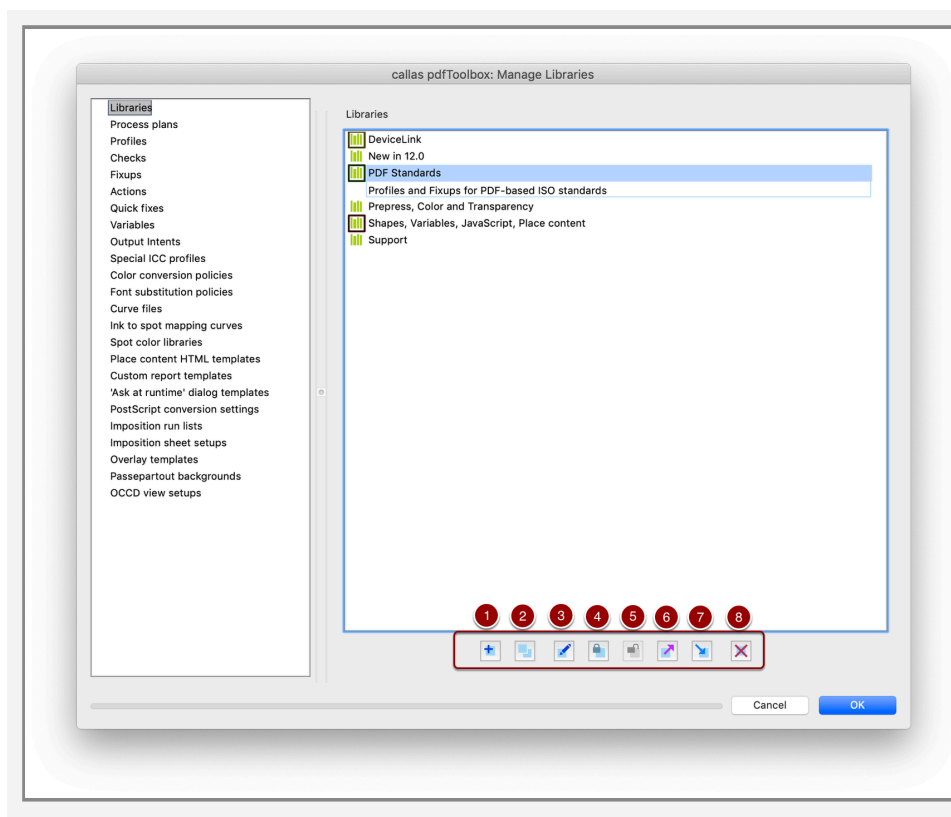 callas pdfToolbox: Manage Libraries
Libraries
Process plans
Profiles
Checks
Fixups
Actions
Quick fixes
Variables
Output Intents
Special ICC profiles
Color conversion policies
Font substitution policies
Curve files
Ink to spot mapping curves
Spot color libraries
Place content HTML templates
Custom report templates
'Ask at runtime' dialog templates
PostScript conversion settings
Imposition run lists
Imposition sheet setups
Overlay templates
Passepartout backgrounds
OCCD view setups
Libraries
DeviceLink
New in 12.0
PDF Standards
Profiles and Fixups for PDF-based ISO standards
Prepress, Color and Transparency
Shapes, Variables, JavaScript, Place content
Support
1 2 3 4 5 6 7 8
Cancel OK